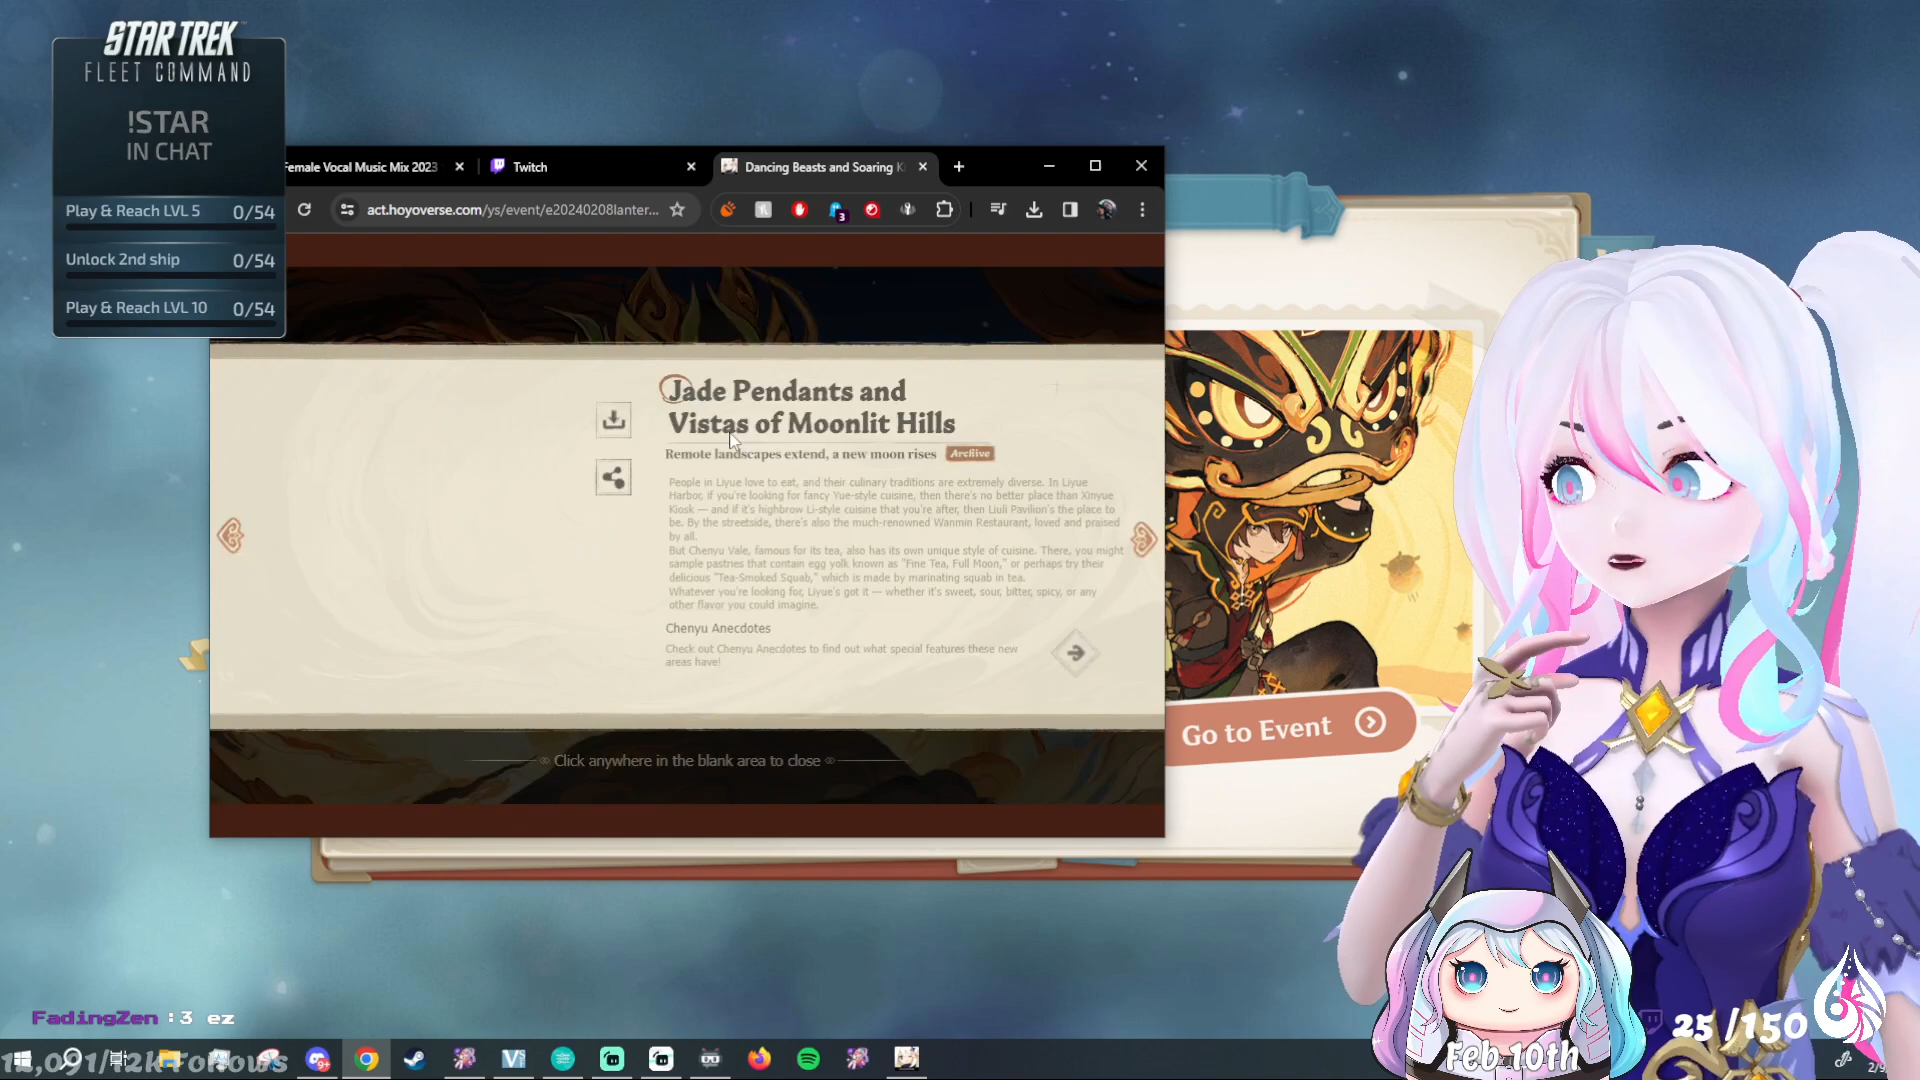 STAR TREK
FLEET COMMAND
!STAR
IN CHAT
Play & Reach LVL 5 0/54
Unlock 2nd ship 0/54
Play & Reach LVL 10 0/54
Female Vocal Music Mix 2023
Twitch
Dancing Beasts and Soaring K
act.hoyoverse.com/ys/event/e20240208lanter...
3
Jade Pendants and
Vistas of Moonlit Hills
Remote landscapes extend, a new moon rises Archive
People in Liyue love to eat, and their culinary traditions are extremely diverse. In Liyue
Harbor, if you're looking for fancy Yue-style cuisine, then there's no better place than Xinyue
Kiosk — and if it's highbrow Li-style cuisine that you're after, then Liuli Pavilion's the place to
be. By the streetside, there's also the much-renowned Wanmin Restaurant, loved and praised
by all.
But Chenyu Vale, famous for its tea, also has its own unique style of cuisine. There, you might
sample pastries that contain egg yolk known as "Fine Tea, Full Moon," or perhaps try their
delicious "Tea-Smoked Squab," which is made by marinating squab in tea.
Whatever you're looking for, Liyue's got it — whether it's sweet, sour, bitter, spicy, or any
other flavor you could imagine.
Chenyu Anecdotes
Check out Chenyu Anecdotes to find out what special features these new
areas have!
Click anywhere in the blank area to close
Go to Event
FadingZen :3 ez
25 /150
Feb 10th
/12k Follows